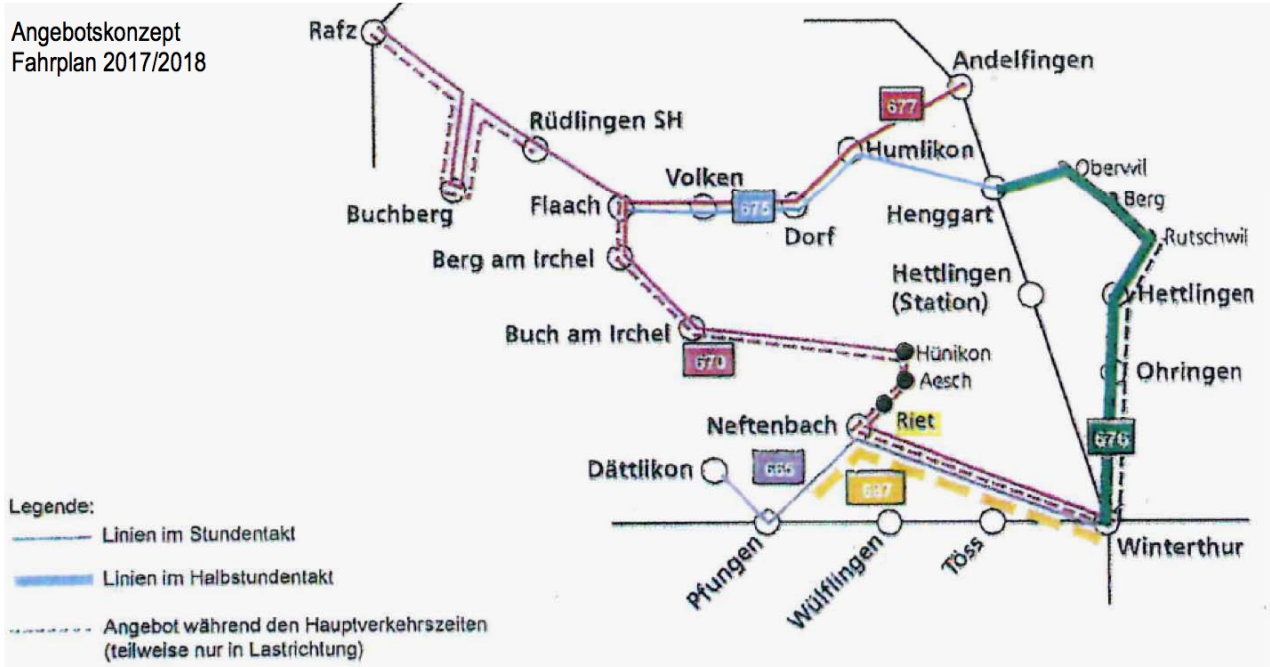 Angebotskonzept
Fahrplan 2017/2018
Rafz
Andelfingen
677
Rüdlingen SH
Humlikon
Oberwil
Volken
Berg
Buchberg
Flaach
675
Henggart
Dorf
Rutschwil
Berg am Irchel
Hettlingen
(Station)
Hettlingen
Buch am Irchel
670
Hünikon
Aesch
Ohringen
Neftenbach
Riet
676
Dättlikon
687
Legende:
Linien im Stundentakt
Winterthur
Pfungen
Wülflingen
Töss
Linien im Halbstundentakt
Angebot während den Hauptverkehrszeiten
(teilweise nur in Lastrichtung)